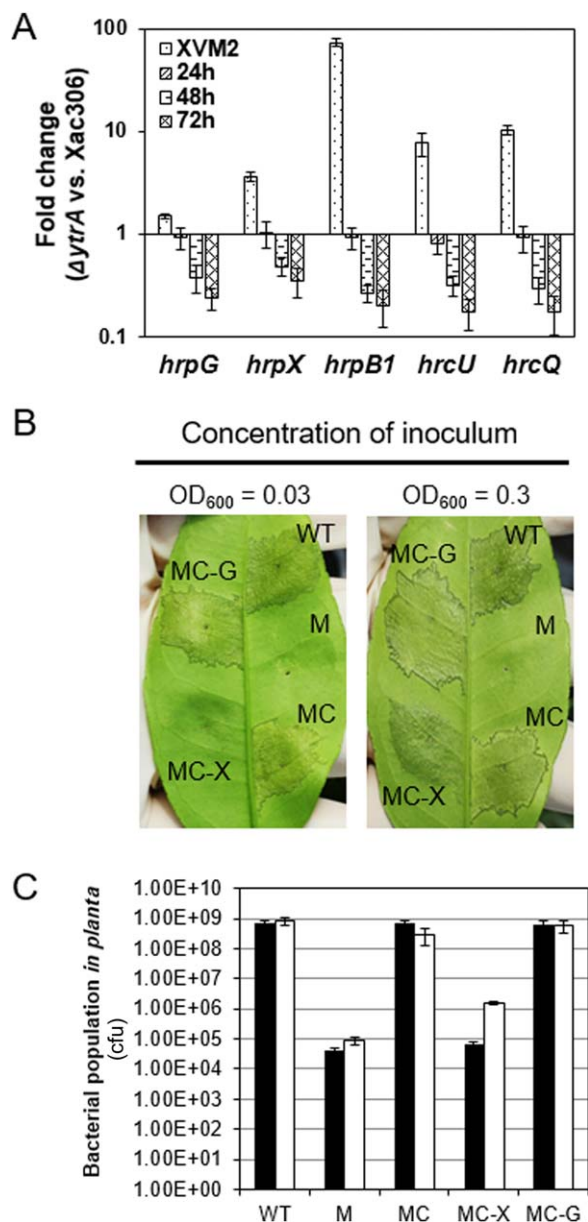 A
Fold change
(ΔytrA vs. Xac306)
100
10
1
0.1
XVM2
24h
48h
72h
hrpG hrpX hrpB1 hrcU hrcQ
B
Concentration of inoculum
OD600 = 0.03 OD600 = 0.3
WT
MC-G
M
MC
MC-X
WT
MC-G
M
MC
MC-X
C
Bacterial population in planta
(cfu)
1.00E+10
1.00E+09
1.00E+08
1.00E+07
1.00E+06
1.00E+05
1.00E+04
1.00E+03
1.00E+02
1.00E+01
1.00E+00
WT M MC MC-X MC-G